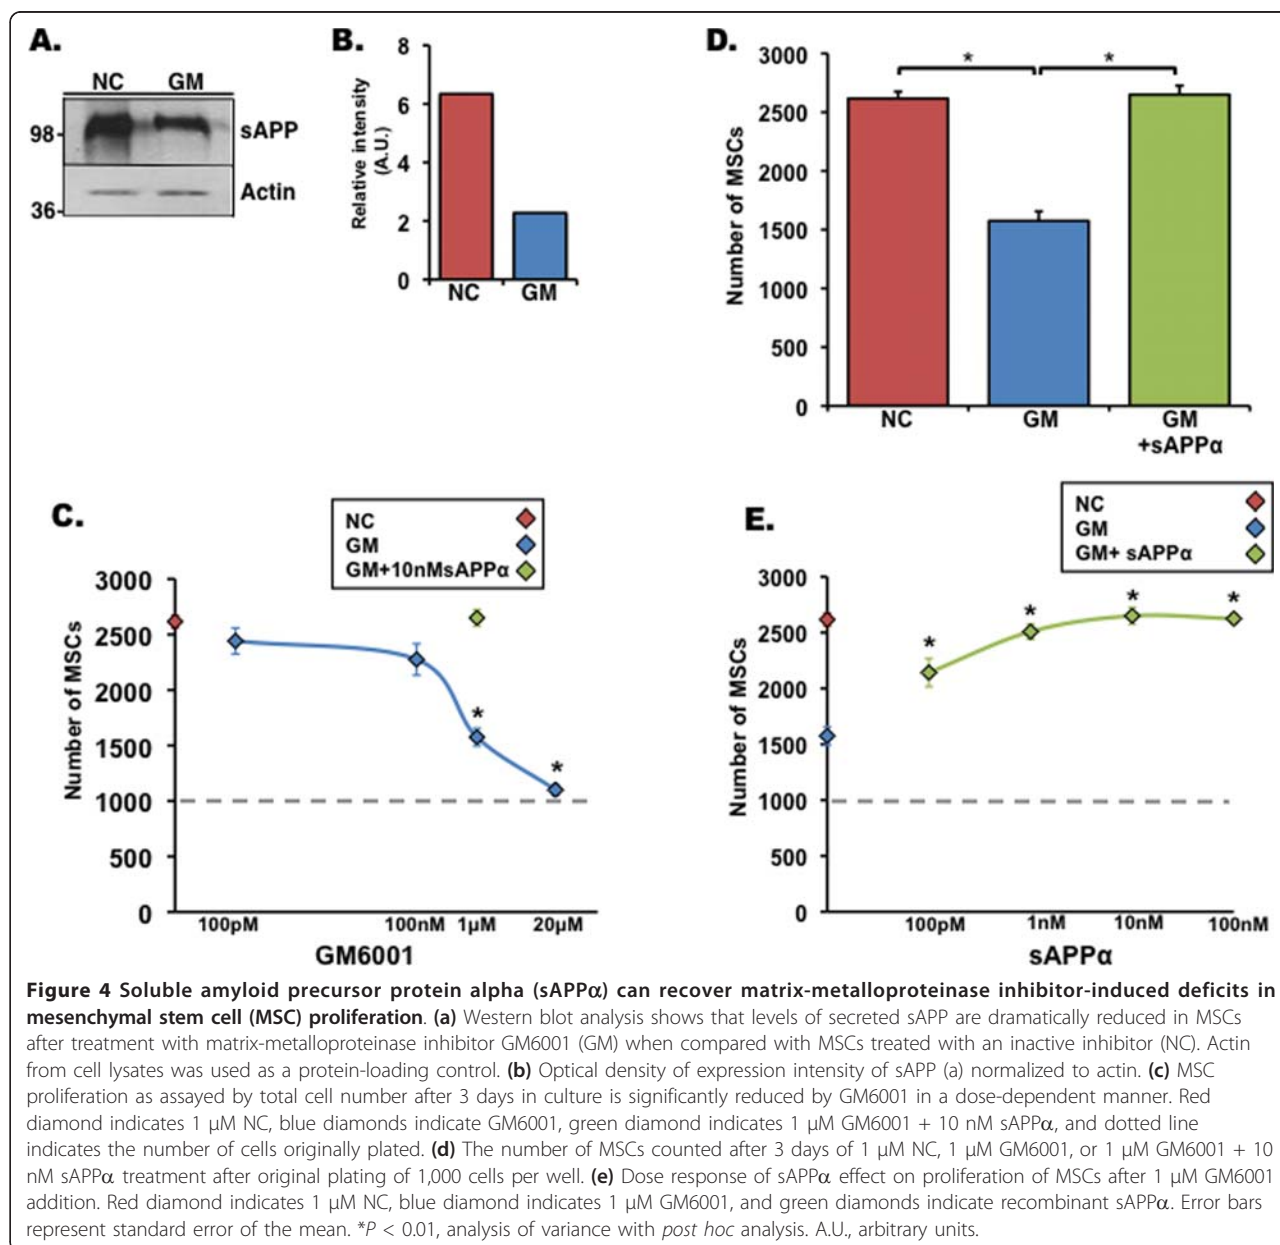 A.
NC GM
98
sAPP
Actin
36
B.
Relative intensity
(A.U.)
8
6
4
2
0
NC GM
D.
Number of MSCs
3000
2500
2000
1500
1000
500
0
* *
NC GM GM
+sAPPα
C.
NC
GM
GM+10nMsAPPα
Number of MSCs
3000
2500
2000
1500
1000
500
0
*
*
100pM 100nM 1µM 20µM
GM6001
E.
NC
GM
GM+ sAPPα
Number of MSCs
3000
2500
2000
1500
1000
500
0
* * * *
100pM 1nM 10nM 100nM
sAPPα
Figure 4 Soluble amyloid precursor protein alpha (sAPPα) can recover matrix-metalloproteinase inhibitor-induced deficits in
mesenchymal stem cell (MSC) proliferation. (a) Western blot analysis shows that levels of secreted sAPP are dramatically reduced in MSCs
after treatment with matrix-metalloproteinase inhibitor GM6001 (GM) when compared with MSCs treated with an inactive inhibitor (NC). Actin
from cell lysates was used as a protein-loading control. (b) Optical density of expression intensity of sAPP (a) normalized to actin. (c) MSC
proliferation as assayed by total cell number after 3 days in culture is significantly reduced by GM6001 in a dose-dependent manner. Red
diamond indicates 1 µM NC, blue diamonds indicate GM6001, green diamond indicates 1 µM GM6001 + 10 nM sAPPα, and dotted line
indicates the number of cells originally plated. (d) The number of MSCs counted after 3 days of 1 µM NC, 1 µM GM6001, or 1 µM GM6001 + 10
nM sAPPα treatment after original plating of 1,000 cells per well. (e) Dose response of sAPPα effect on proliferation of MSCs after 1 µM GM6001
addition. Red diamond indicates 1 µM NC, blue diamond indicates 1 µM GM6001, and green diamonds indicate recombinant sAPPα. Error bars
represent standard error of the mean. *P < 0.01, analysis of variance with post hoc analysis. A.U., arbitrary units.